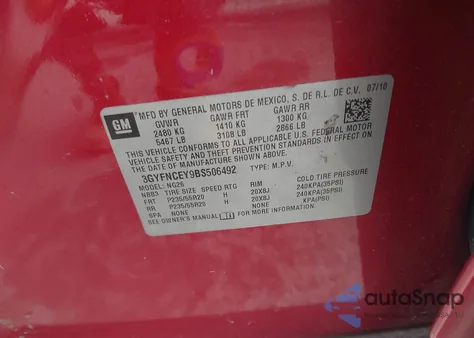 GM
MFD BY GENERAL MOTORS DE MEXICO, S. DE R.L. DE C.V. 07/10
GVWR GAWR FRT GAWR RR
2480 KG 1410 KG 1300 KG
5467 LB 3108 LB 2866 LB
THIS VEHICLE CONFORMS TO ALL APPLICABLE U.S. FEDERAL MOTOR
VEHICLE SAFETY, BUMPER, AND THEFT PREVENTION STANDARDS IN EFFECT ON
THE DATE OF MANUFACTURE SHOWN ABOVE.
3GYFNCEY9BS506492 TYPE: M.P.V.
MODEL: NG26
NBB3 TIRE SIZE SPEED RTG RIM COLD TIRE PRESSURE
FRT P235/55R20 H 20X8J 240KPA(35PSI)
RR P235/55R20 H 20X8J 240KPA(35PSI)
SPA NONE NONE KPA(PSI)
SEE OWNER'S MANUAL FOR MORE INFORMATION.
autoSnap